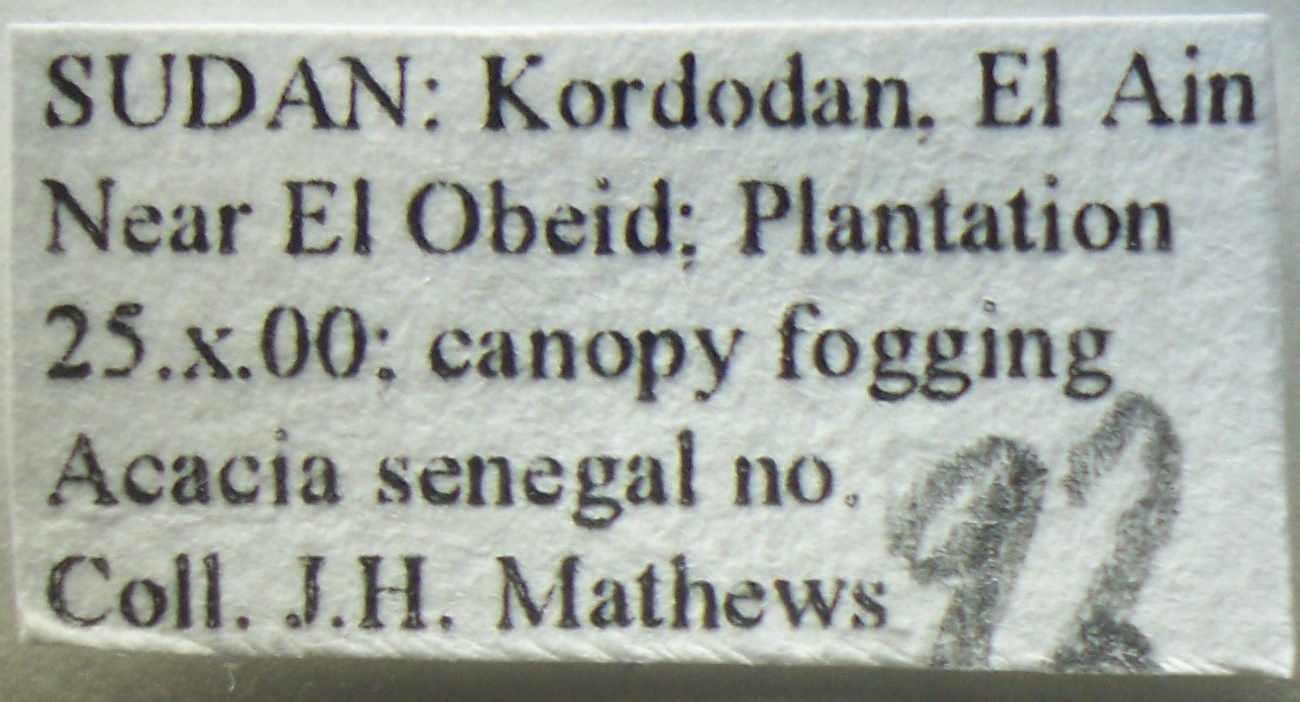 SUDAN: Kordodan, El Ain
Near El Obeid; Plantation
25.x.00; canopy fogging
Acacia senegal no. 92
Coll. J.H. Mathews